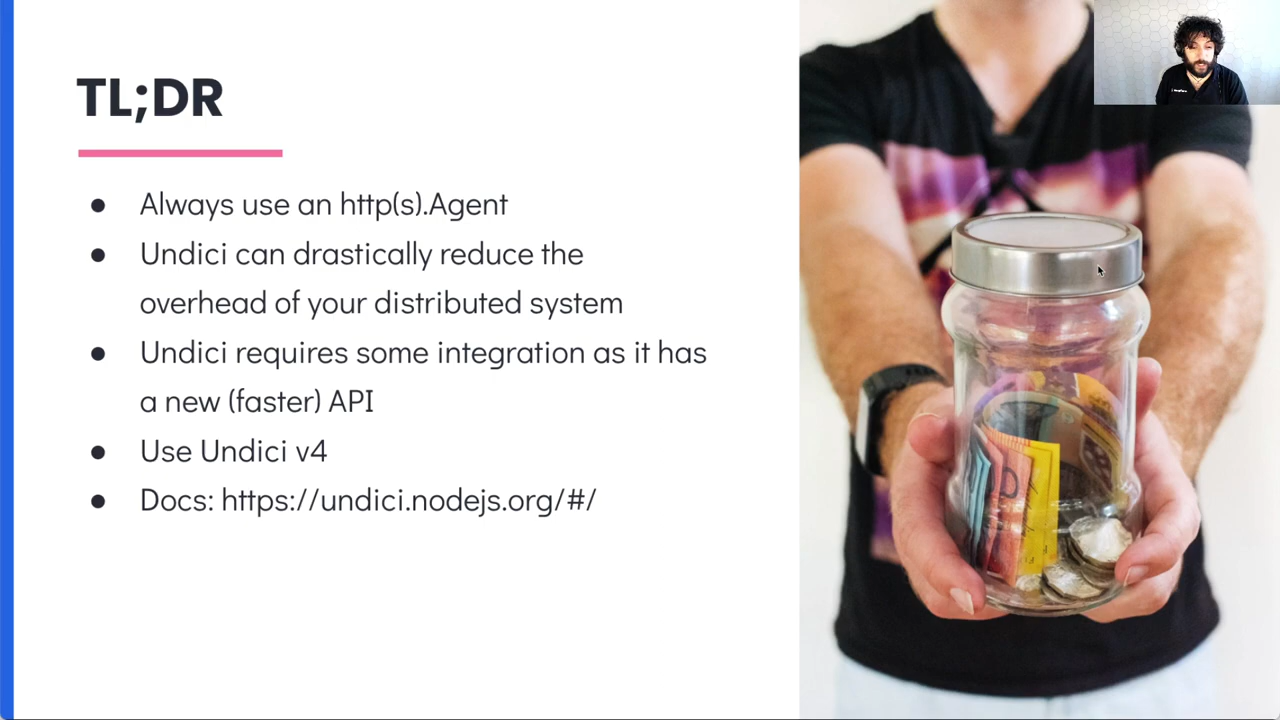 TL;DR
● Always use an http(s).Agent
● Undici can drastically reduce the
overhead of your distributed system
● Undici requires some integration as it has
a new (faster) API
● Use Undici v4
● Docs: https://undici.nodejs.org/#/